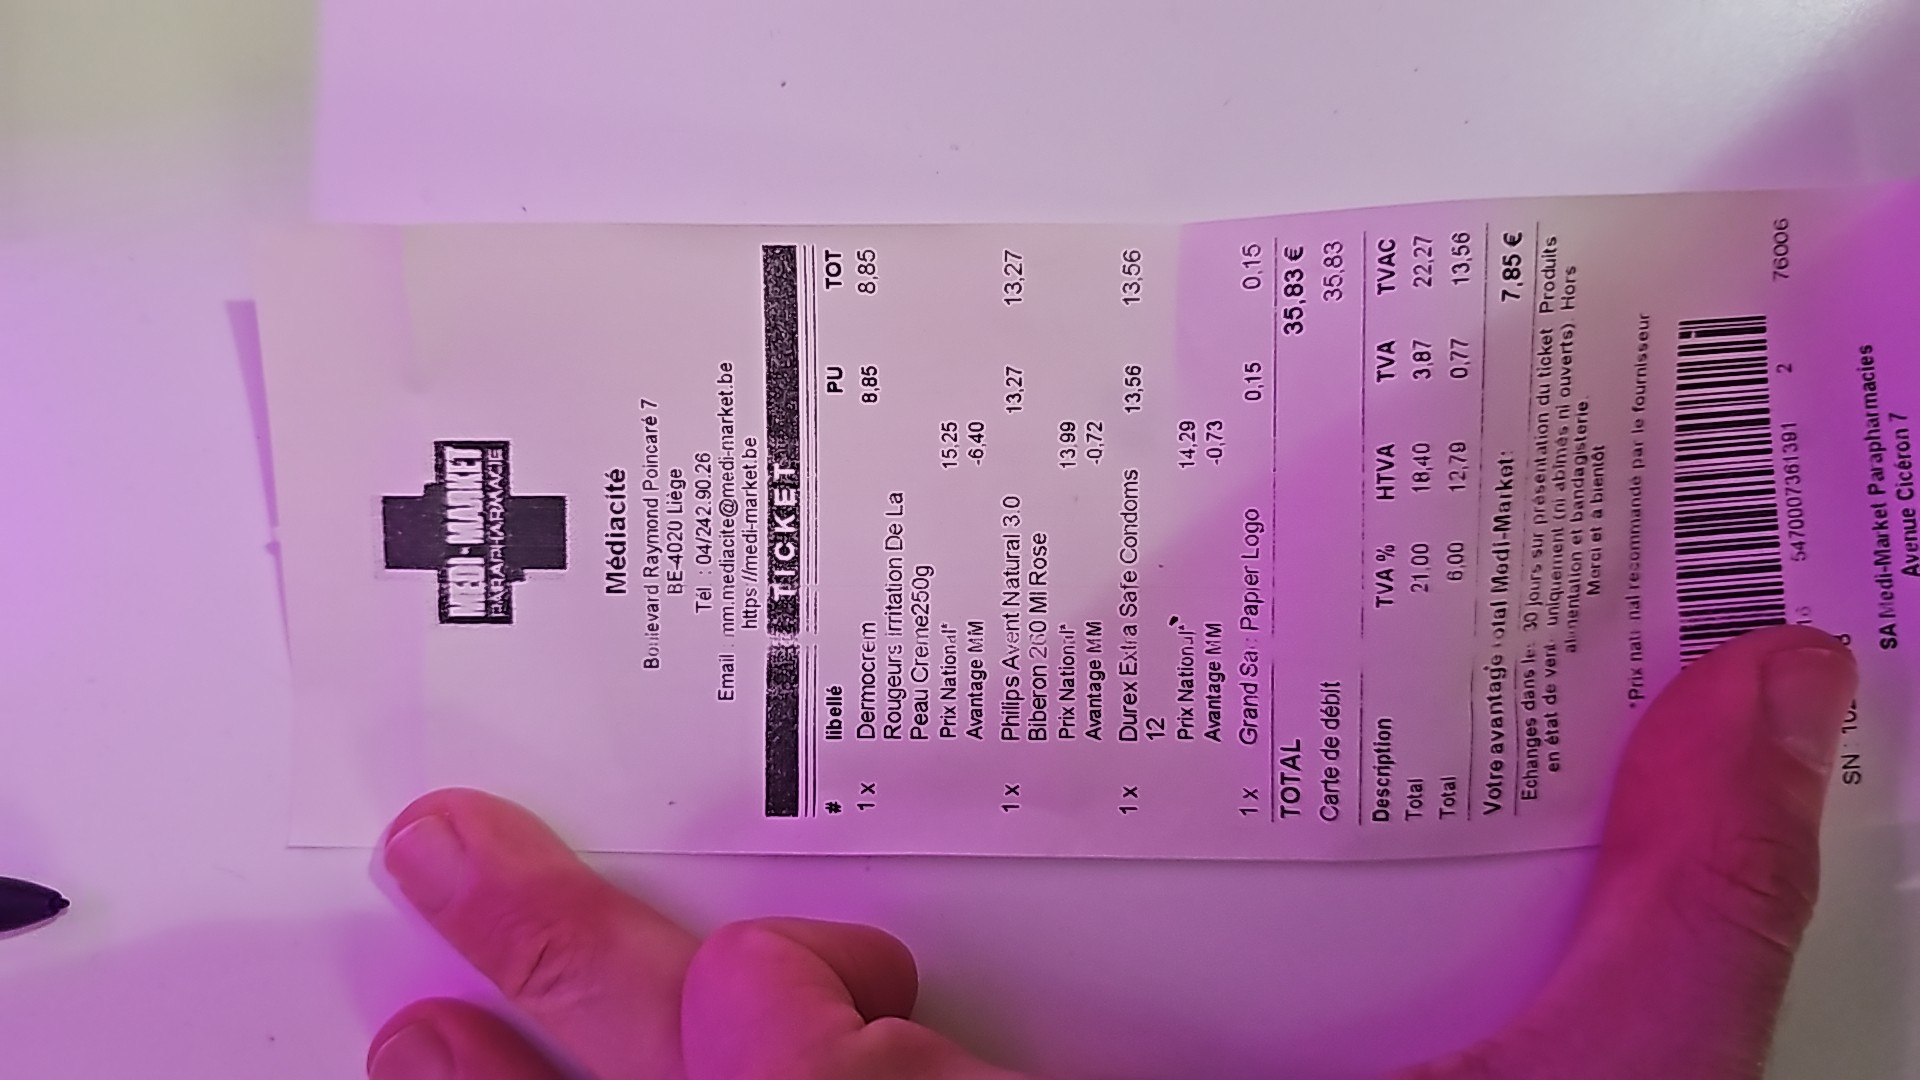 MEDI-MARKET
PARAPHARMACIE
Médiacité
Boulevard Raymond Poincaré 7
BE-4020 Liège
Tél : 04/242.90.26
Email mm.mediacite@medi-market.be
https://medi-market.be
TICKET
# libellé PU TOT
1 x Dermocrem 8,85 8,85
Rougeurs Irritation De La
Peau Creme250g
Prix National* 15,25
Avantage MM -6,40
1 x Philips Avent Natural 3.0 13,27 13,27
Biberon 260 Ml Rose
Prix National* 13,99
Avantage MM -0,72
1 x Durex Extra Safe Condoms 13,56 13,56
12
Prix National* 14,29
Avantage MM -0,73
1 x Grand Sac Papier Logo 0,15 0,15
TOTAL 35,83 €
Carte de débit 35,83
Description TVA % HTVA TVA TVAC
Total 21,00 18,40 3,87 22,27
Total 6,00 12,79 0,77 13,56
Votre avantage total Medi-Market: 7,85 €
Echanges dans les 30 jours sur présentation du ticket Produits
en état de vente uniquement (ni abîmés ni ouverts). Hors
alimentation et bandagisterie.
Merci et à bientôt
*Prix national recommandé par le fournisseur
5470007361391 2 76006
SN
SA Medi-Market Parapharmacies
Avenue Cicéron 7